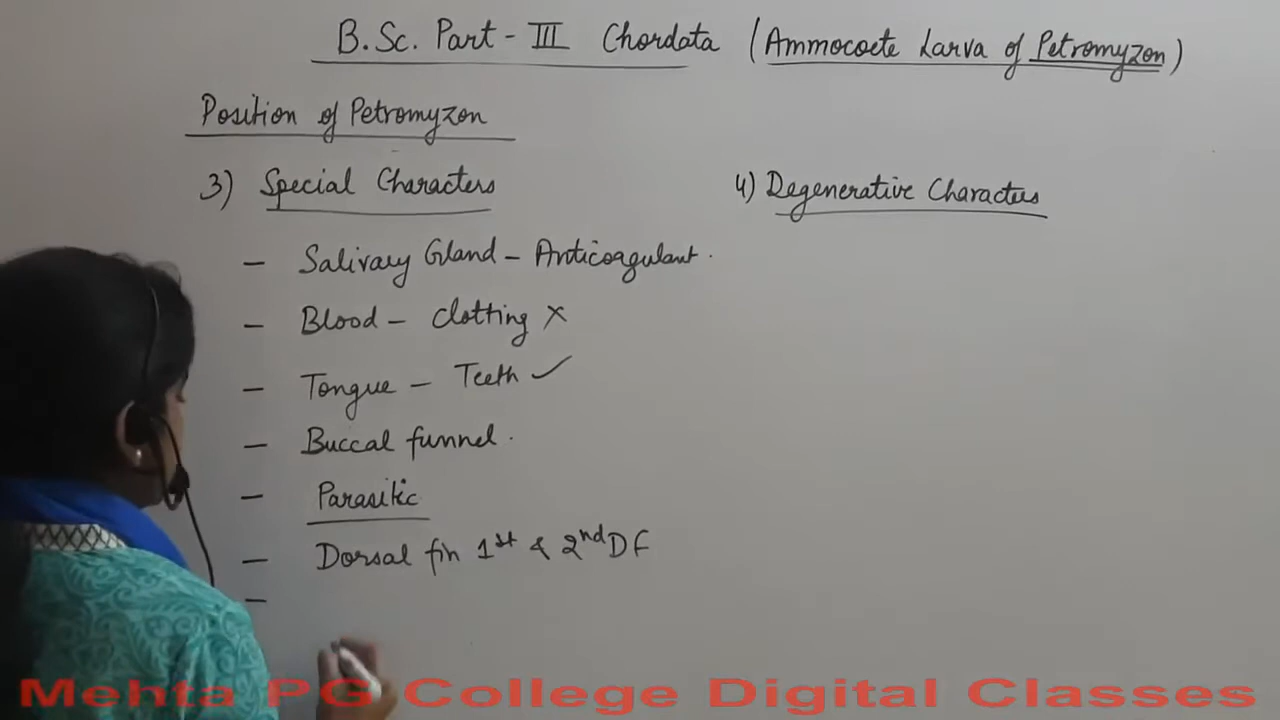 B.Sc. Part - III Chordata (Ammocoete Larva of Petromyzon)
Position of Petromyzon
3) Special Characters
- Salivary Gland - Anticoagulant.
- Blood - Clotting ×
- Tongue - Teeth ✓
- Buccal funnel.
- Parasitic
- Dorsal fin 1st & 2nd DF
-
4) Degenerative Characters
Mehta PG College Digital Classes